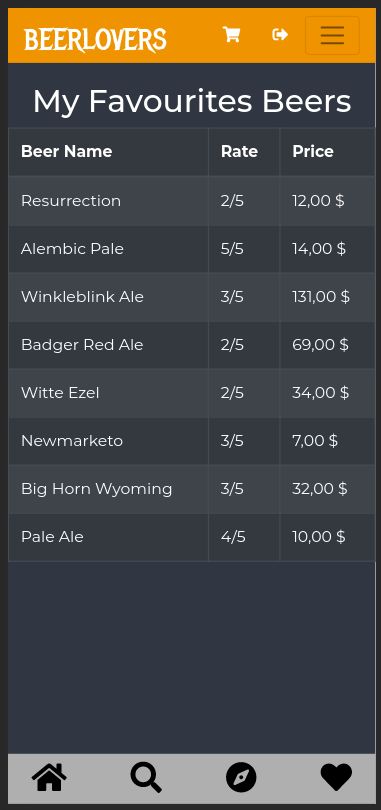 BEERLOVERS
My Favourites Beers
Beer Name Rate Price
Resurrection 2/5 12,00 $
Alembic Pale 5/5 14,00 $
Winkleblink Ale 3/5 131,00 $
Badger Red Ale 2/5 69,00 $
Witte Ezel 2/5 34,00 $
Newmarketo 3/5 7,00 $
Big Horn Wyoming 3/5 32,00 $
Pale Ale 4/5 10,00 $